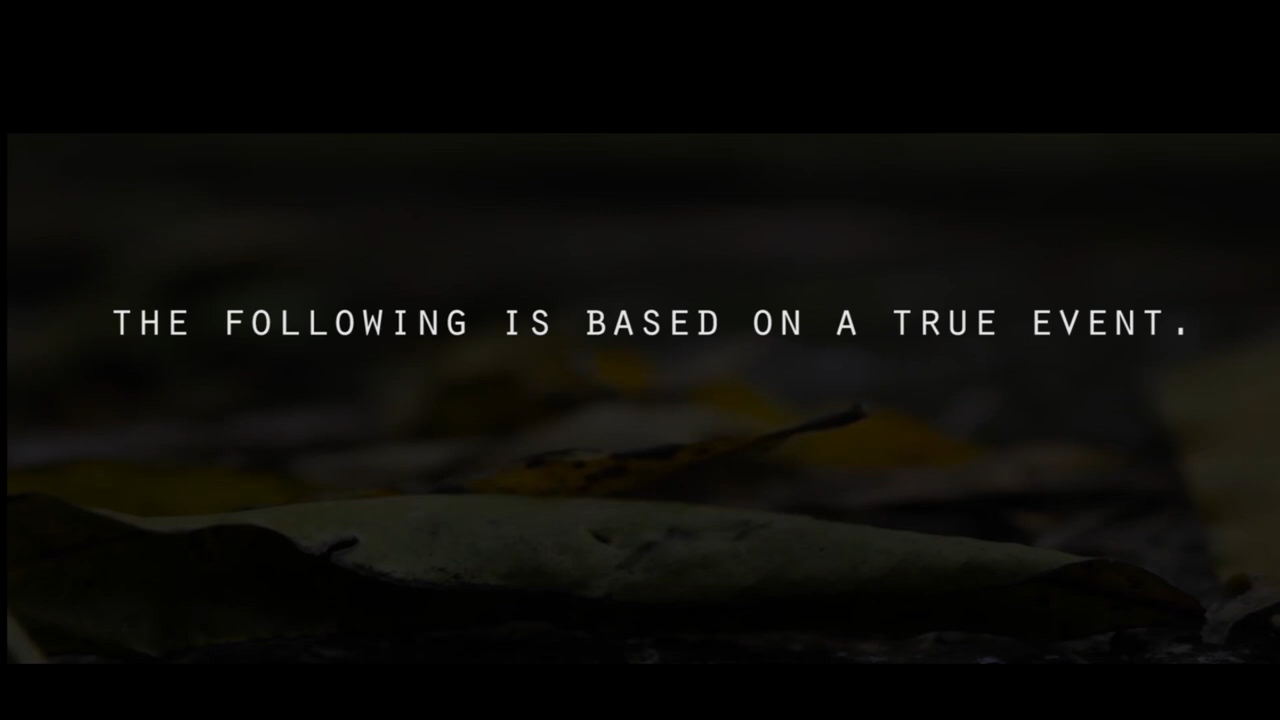 THE FOLLOWING IS BASED ON A TRUE EVENT.